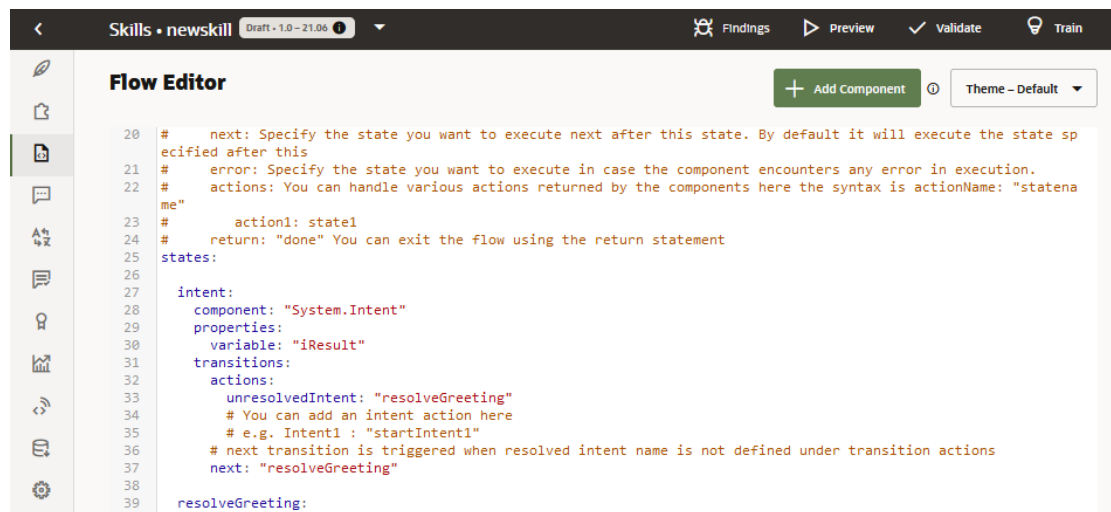 Skills • newskill Draft • 1.0 – 21.06 Findings Preview Validate Train
Flow Editor
Add Component Theme – Default
20 #     next: Specify the state you want to execute next after this state. By default it will execute the state sp
ecified after this
21 #     error: Specify the state you want to execute in case the component encounters any error in execution.
22 #     actions: You can handle various actions returned by the components here the syntax is actionName: "statena
me"
23 #        action1: state1
24 #     return: "done" You can exit the flow using the return statement
25 states:
26
27   intent:
28     component: "System.Intent"
29     properties:
30       variable: "iResult"
31     transitions:
32       actions:
33         unresolvedIntent: "resolveGreeting"
34         # You can add an intent action here
35         # e.g. Intent1 : "startIntent1"
36       # next transition is triggered when resolved intent name is not defined under transition actions
37       next: "resolveGreeting"
38
39   resolveGreeting: